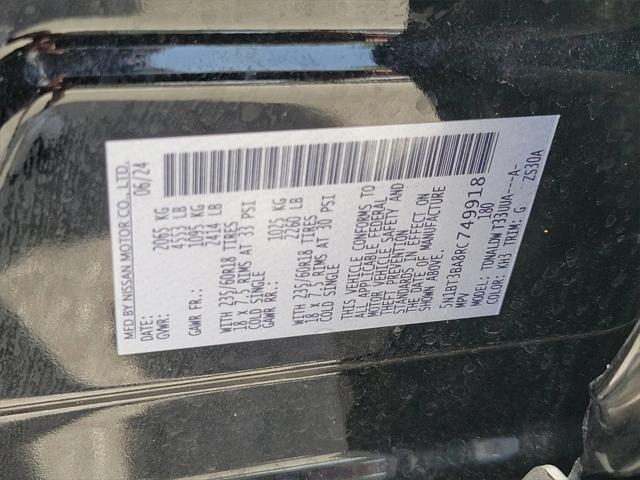 MFD BY NISSAN MOTOR CO., LTD.
DATE: 06/24
GVWR: 2065 KG
4553 LB
GAWR FR.: 1095 KG
2414 LB
WITH 235/60R18 TIRES
18 X 7.5 RIMS AT 33 PSI
COLD SINGLE
GAWR RR.: 1025 KG
2260 LB
WITH 235/60R18 TIRES
18 X 7.5 RIMS AT 30 PSI
COLD SINGLE
THIS VEHICLE CONFORMS TO
ALL APPLICABLE FEDERAL
MOTOR VEHICLE SAFETY AND
THEFT PREVENTION
STANDARDS IN EFFECT ON
THE DATE OF MANUFACTURE
SHOWN ABOVE.
5N1BT3BA8RC749918
MPV 180
MODEL: TDWALDWT33UUA----A-
COLOR: KH3 TRIM: G ZS30A